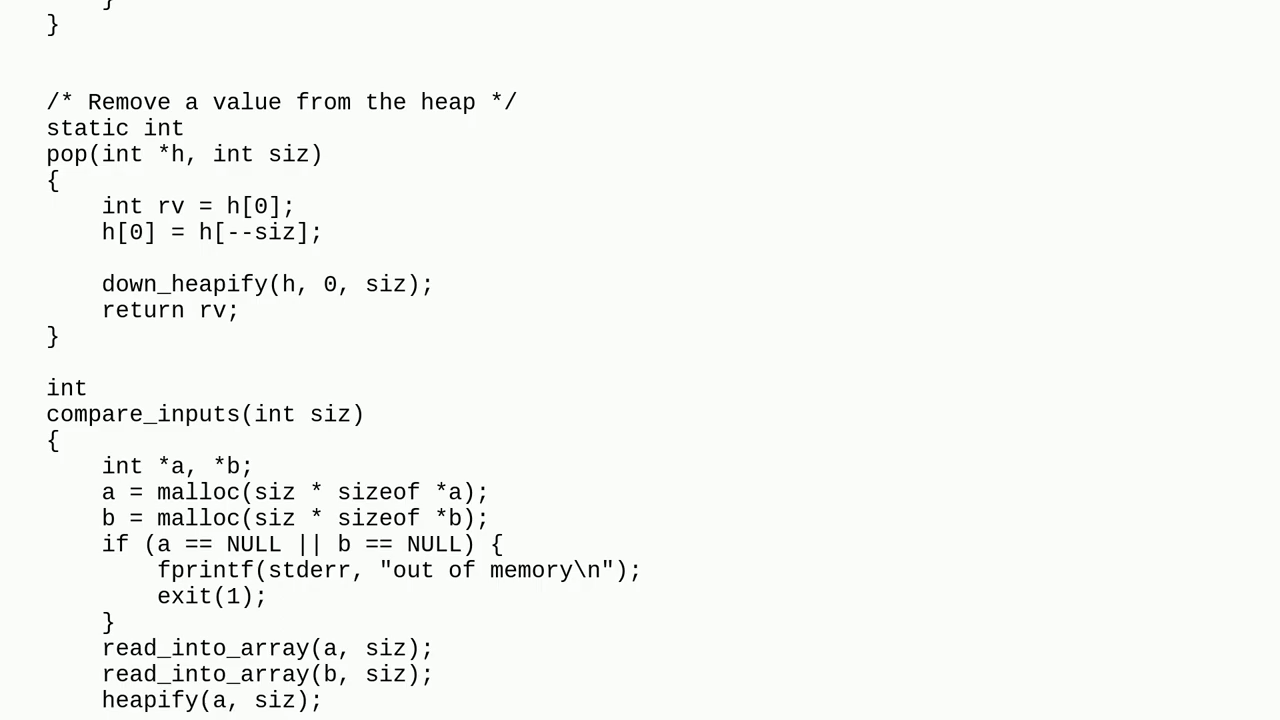 }
}
/* Remove a value from the heap */
static int
pop(int *h, int siz)
{
    int rv = h[0];
    h[0] = h[--siz];
    down_heapify(h, 0, siz);
    return rv;
}
int
compare_inputs(int siz)
{
    int *a, *b;
    a = malloc(siz * sizeof *a);
    b = malloc(siz * sizeof *b);
    if (a == NULL || b == NULL) {
        fprintf(stderr, "out of memory\n");
        exit(1);
    }
    read_into_array(a, siz);
    read_into_array(b, siz);
    heapify(a, siz);